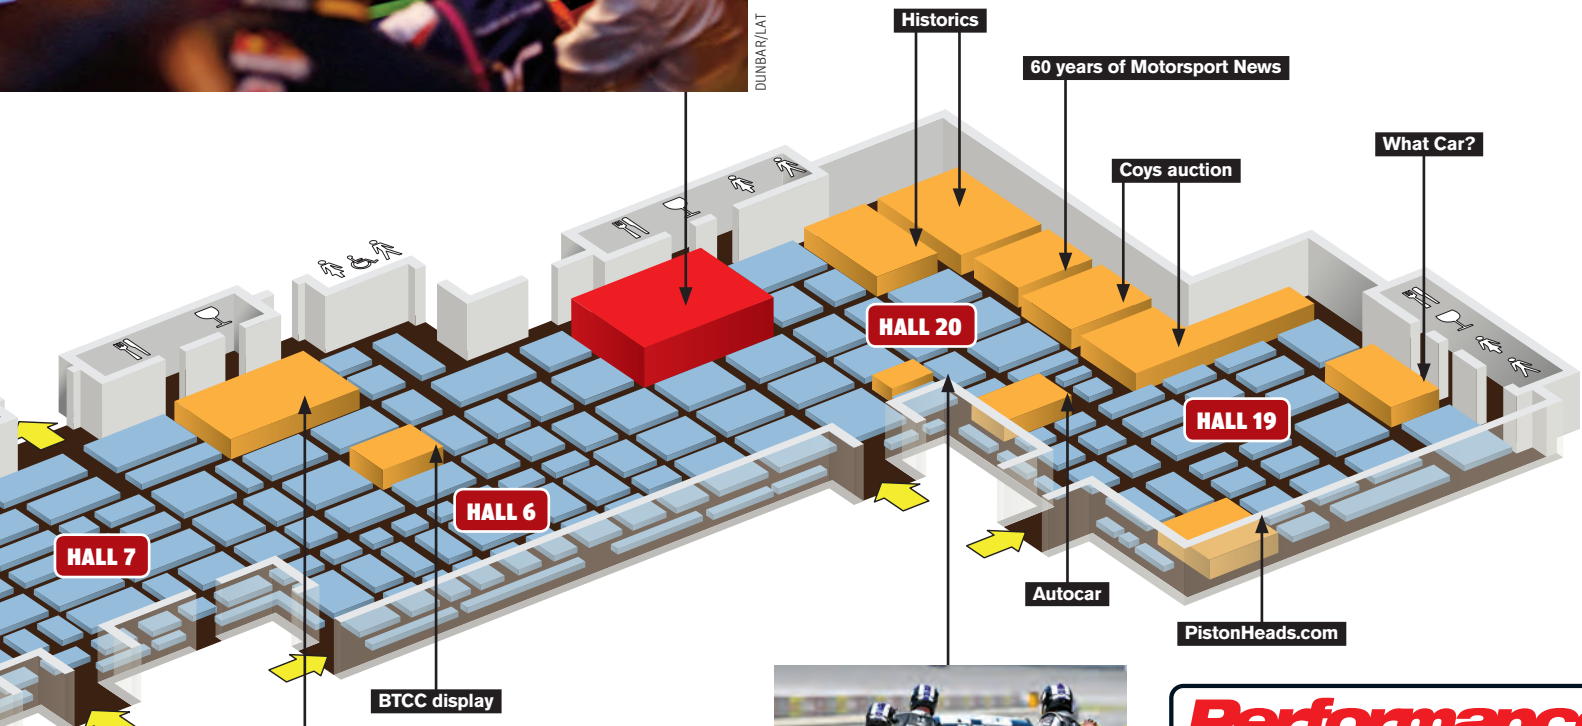 DUNBAR/LAT
Historics
60 years of Motorsport News
What Car?
Coys auction
HALL 20
HALL 19
HALL 6
HALL 7
Autocar
PistonHeads.com
BTCC display
Performance